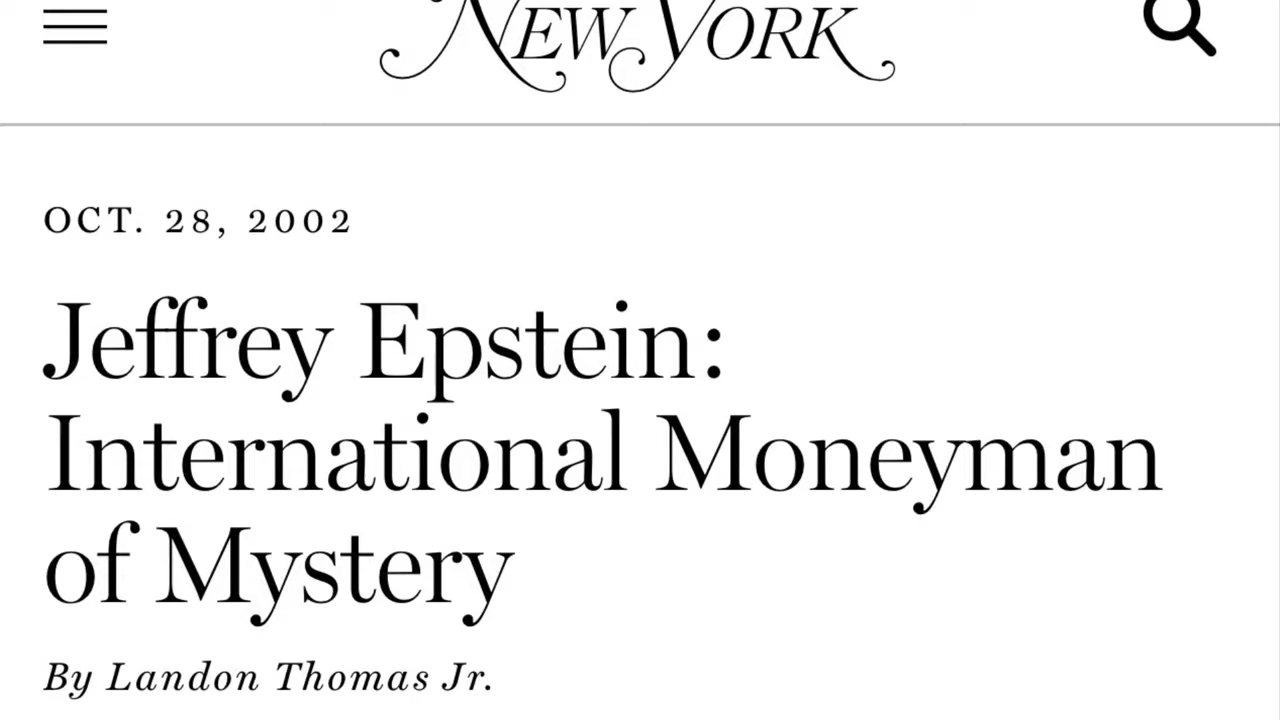 NEW YORK
OCT. 28, 2002
Jeffrey Epstein:
International Moneyman
of Mystery
By Landon Thomas Jr.